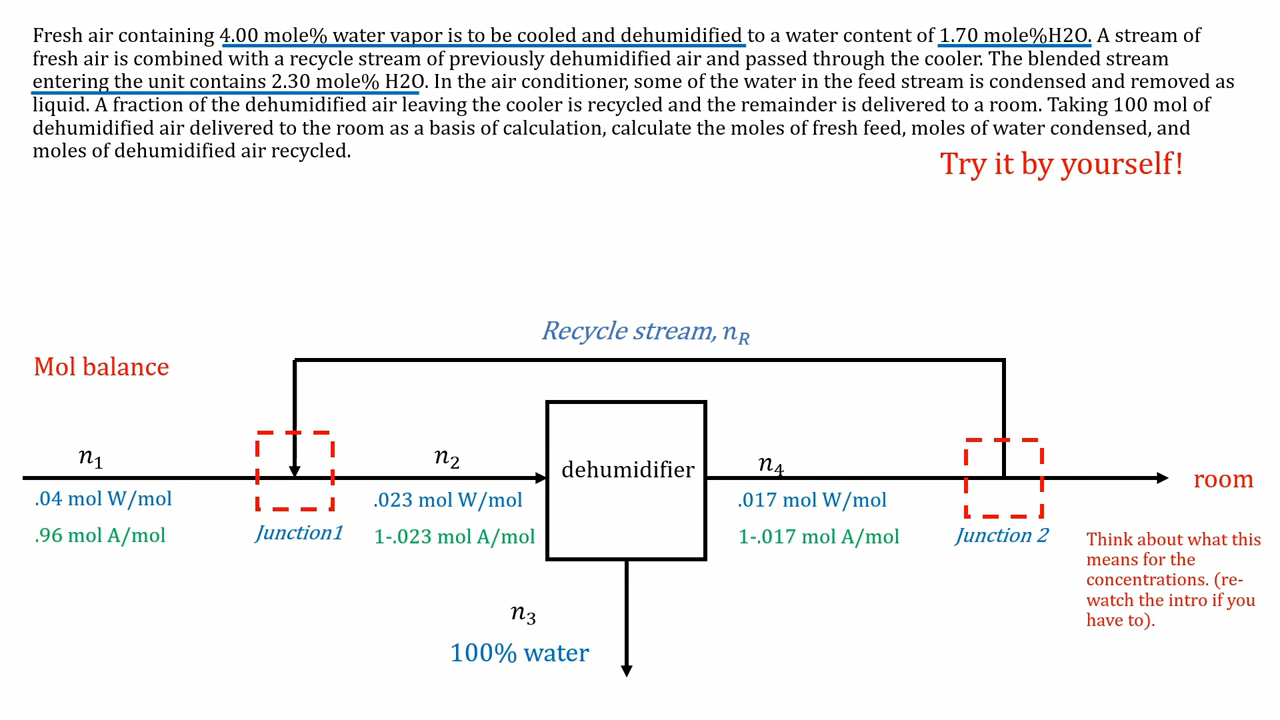 Fresh air containing 4.00 mole% water vapor is to be cooled and dehumidified to a water content of 1.70 mole%H2O. A stream of
fresh air is combined with a recycle stream of previously dehumidified air and passed through the cooler. The blended stream
entering the unit contains 2.30 mole% H2O. In the air conditioner, some of the water in the feed stream is condensed and removed as
liquid. A fraction of the dehumidified air leaving the cooler is recycled and the remainder is delivered to a room. Taking 100 mol of
dehumidified air delivered to the room as a basis of calculation, calculate the moles of fresh feed, moles of water condensed, and
moles of dehumidified air recycled.
Try it by yourself!
Recycle stream, n_R
Mol balance
n₁
n₂
dehumidifier
n₄
room
.04 mol W/mol
.96 mol A/mol
Junction1
.023 mol W/mol
1-.023 mol A/mol
.017 mol W/mol
1-.017 mol A/mol
Junction 2
Think about what this
means for the
concentrations. (re-
watch the intro if you
have to).
n₃
100% water